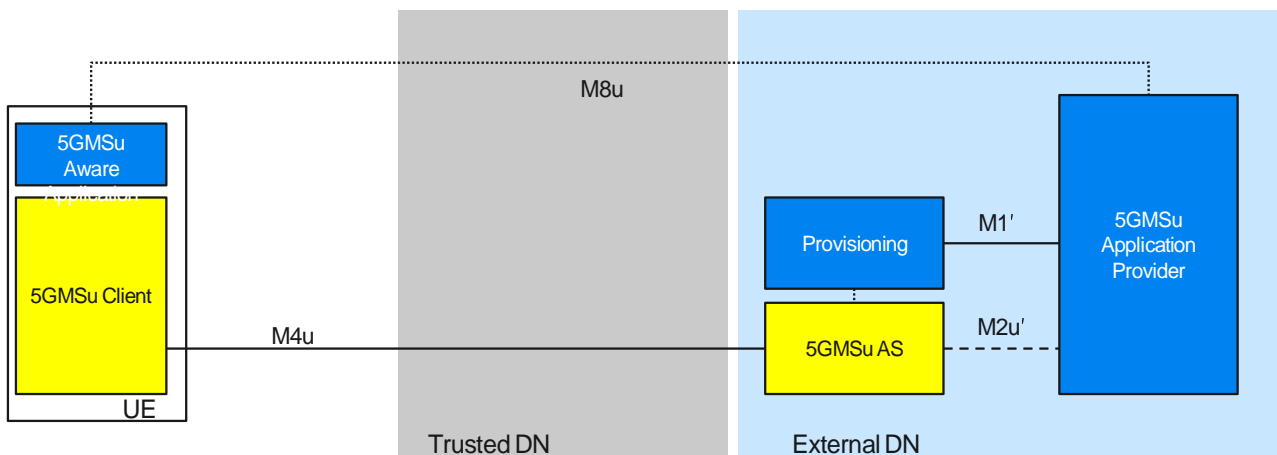 M8u
5GMSu
Aware
Application
5GMSu Client
UE
M4u
Trusted DN
Provisioning
M1′
5GMSu
Application
Provider
5GMSu AS
M2u′
External DN